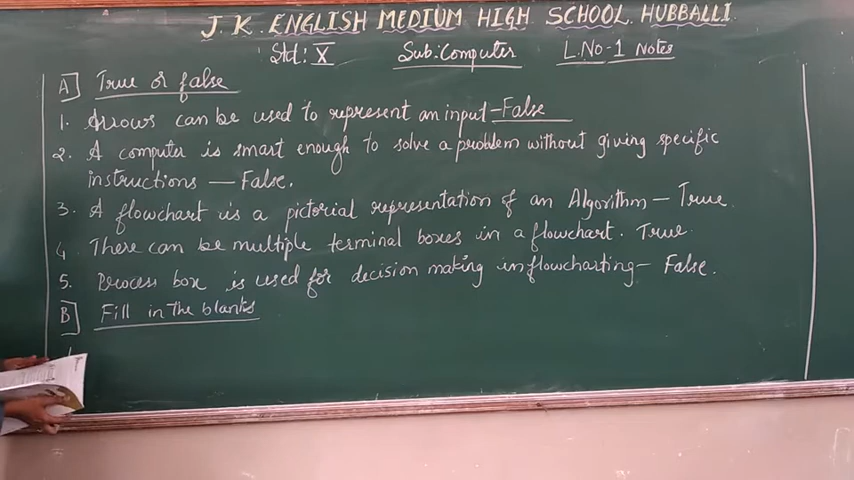 J. K. ENGLISH MEDIUM HIGH SCHOOL. HUBBALLI.
Std: X Sub: Computer L.No-1 Notes
A] True or false
1. Arrows can be used to represent an input - False
2. A computer is smart enough to solve a problem without giving specific
instructions - False.
3. A flowchart is a pictorial representation of an Algorithm - True
4 There can be multiple terminal boxes in a flowchart. True.
5. Process box is used for decision making in flowcharting - False.
B] Fill in the blanks
1.